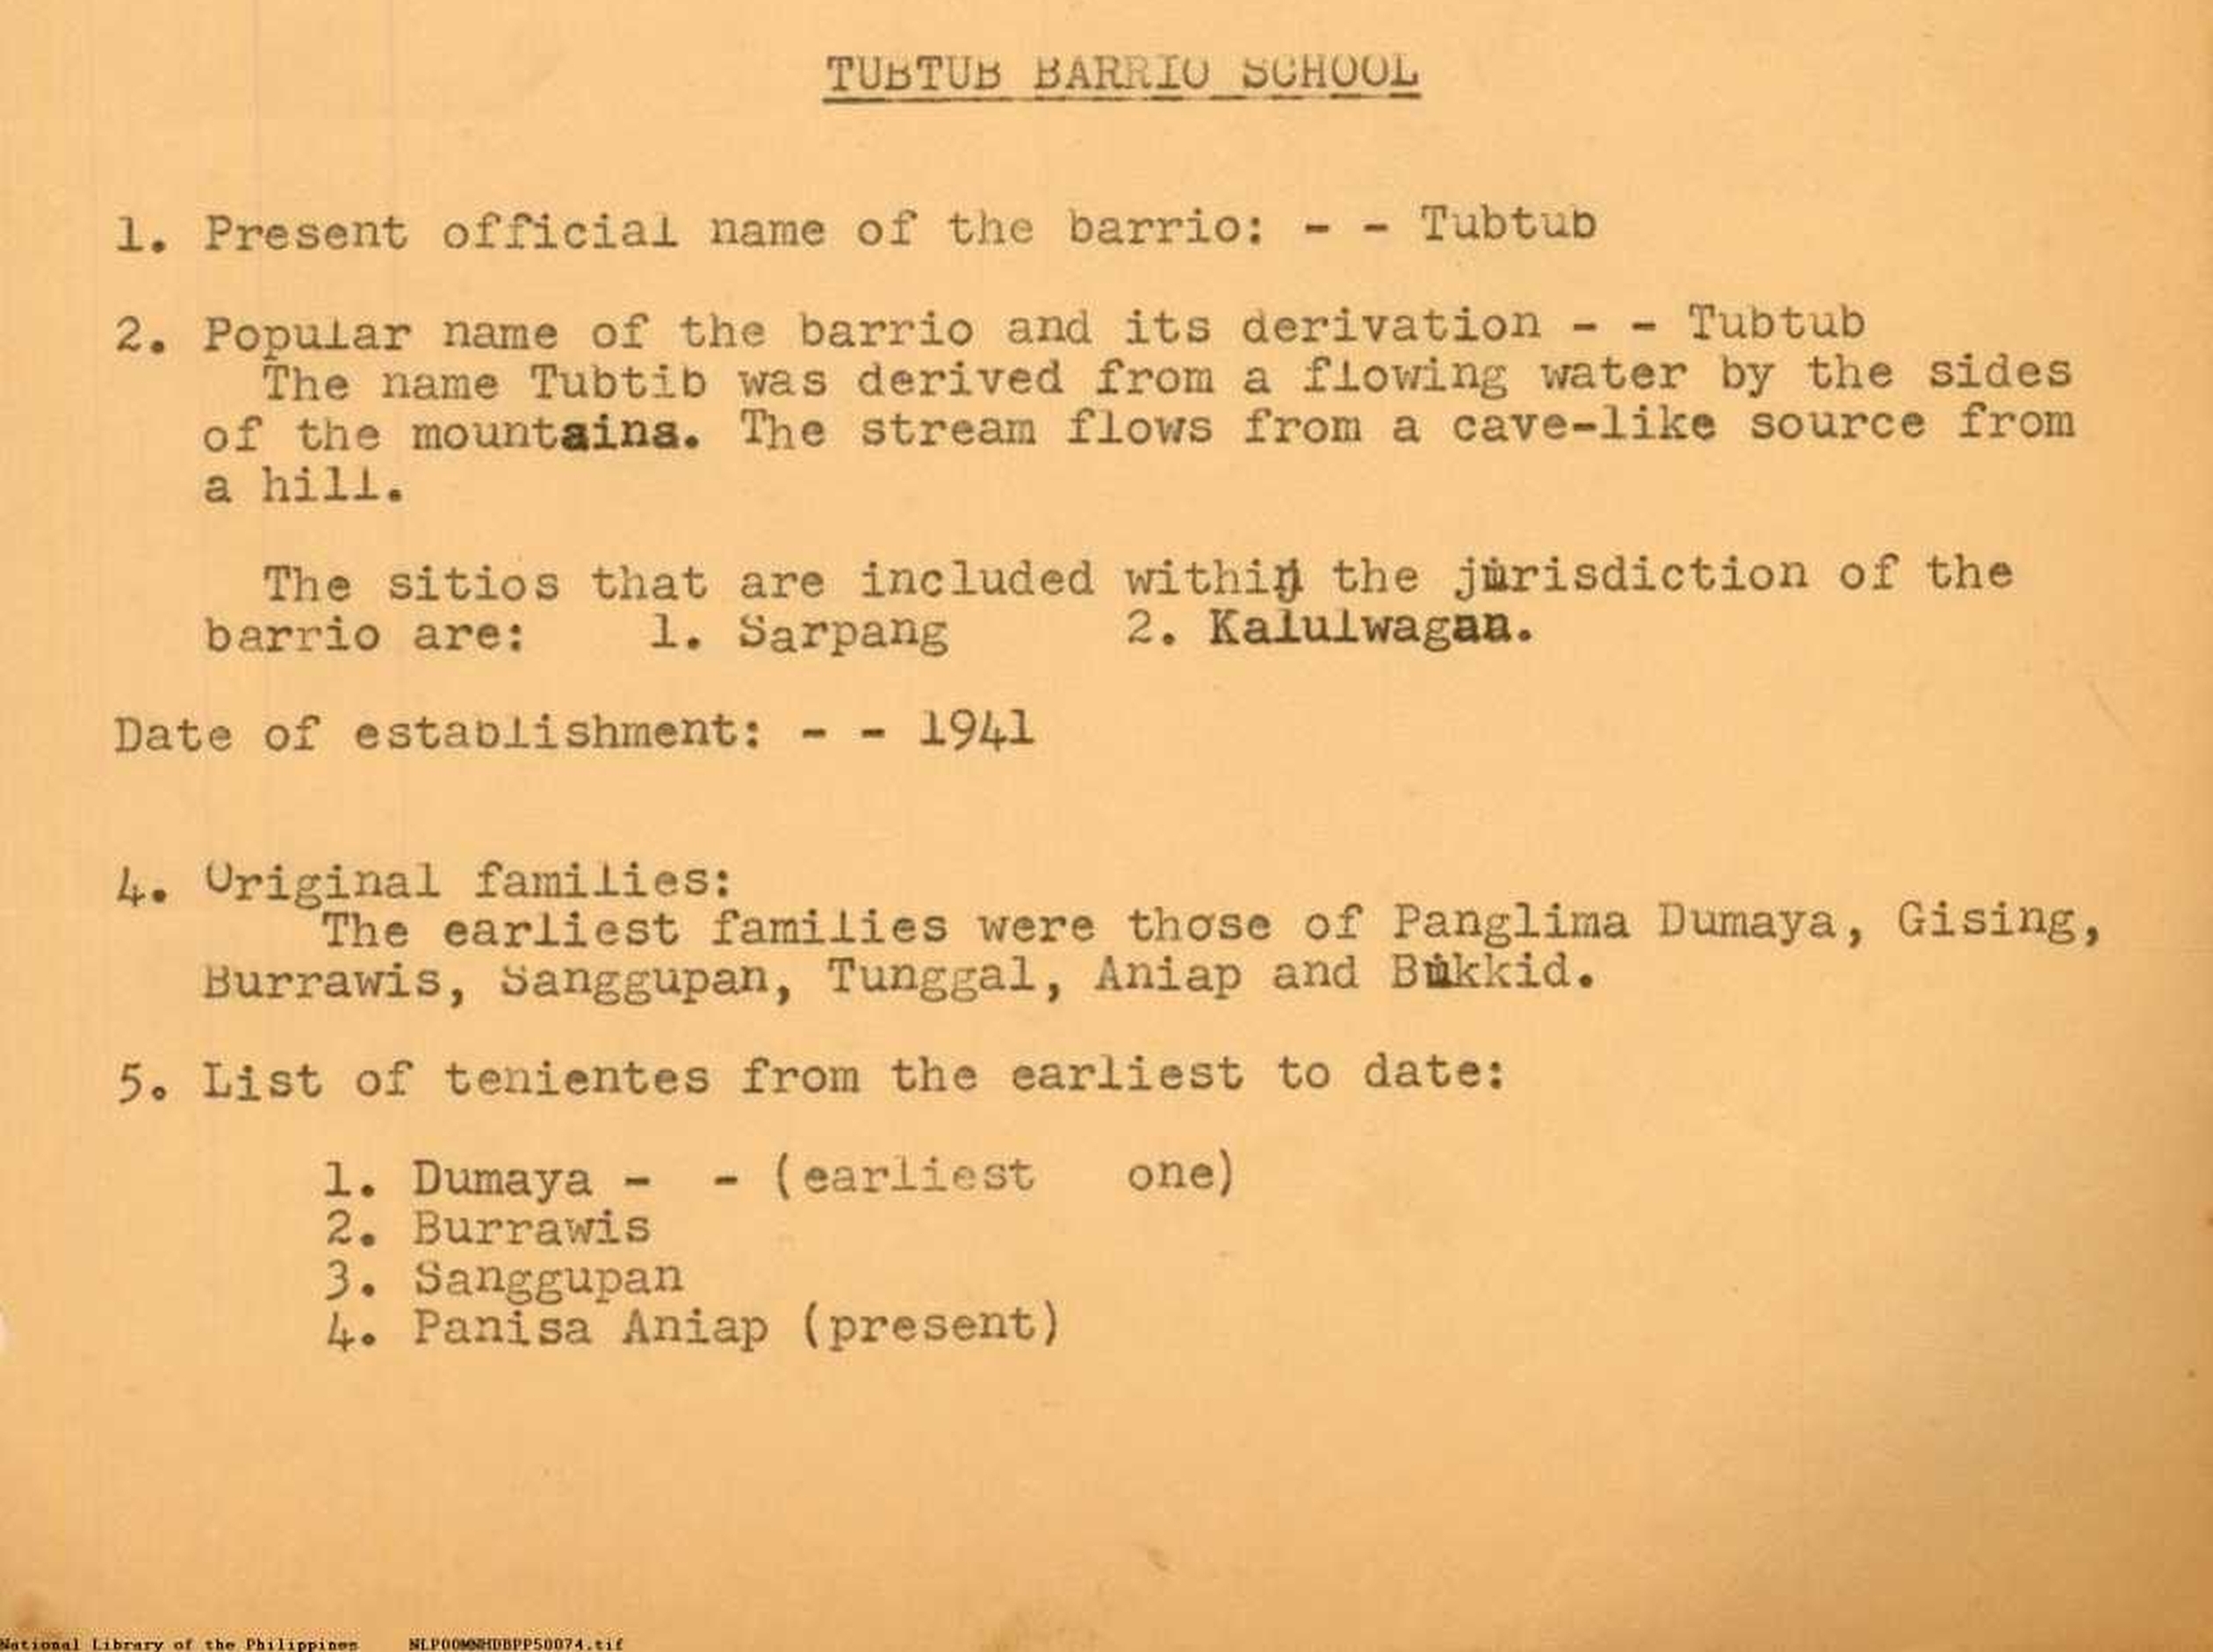 TUBTUB BARRIO SCHOOL
1. Present official name of the barrio: - - Tubtub
2. Popular name of the barrio and its derivation - - Tubtub
The name Tubtib was derived from a flowing water by the sides
of the mountains. The stream flows from a cave-like source from
a hill.
The sitios that are included within the jurisdiction of the
barrio are: 1. Sarpang 2. Kalulwagan.
Date of establishment: - - 1941
4. Original families:
The earliest families were those of Panglima Dumaya, Gising,
Burrawis, Sanggupan, Tunggal, Aniap and Bukkid.
5. List of tenientes from the earliest to date:
1. Dumaya - - (earliest one)
2. Burrawis
3. Sanggupan
4. Panisa Aniap (present)
National Library of the Philippines NLPOOMNHDBPP50074.tif